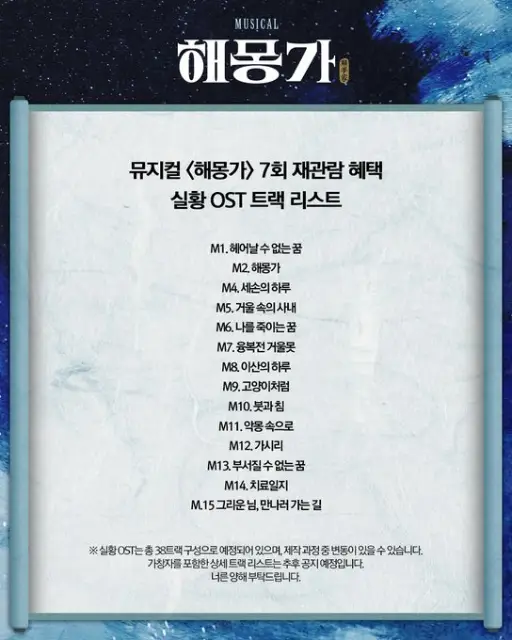 MUSICAL
해몽가
뮤지컬 〈해몽가〉 7회 재관람 혜택
실황 OST 트랙 리스트
M1. 헤어날 수 없는 꿈
M2. 해몽가
M4. 세손의 하루
M5. 거울 속의 사내
M6. 나를 죽이는 꿈
M7. 융복전 거울못
M8. 이산의 하루
M9. 고양이처럼
M10. 붓과 침
M11. 악몽 속으로
M12. 가시리
M13. 부서질 수 없는 꿈
M14. 치료일지
M.15 그리운 님, 만나러 가는 길
※ 실황 OST는 총 38트랙 구성으로 예정되어 있으며, 제작 과정 중 변동이 있을 수 있습니다.
가창자를 포함한 상세 트랙 리스트는 추후 공지 예정입니다.
너른 양해 부탁드립니다.